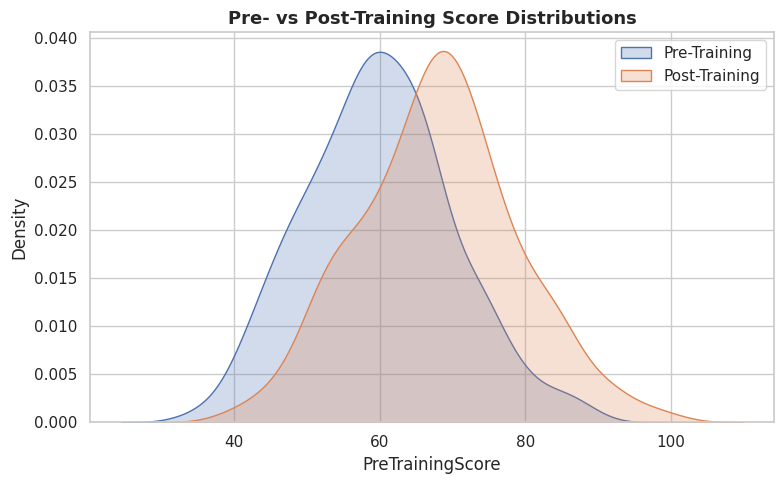 Pre- vs Post-Training Score Distributions
Pre-Training
Post-Training
0.040
0.035
0.030
0.025
0.020
0.015
0.010
0.005
0.000
Density
40 60 80 100
PreTrainingScore